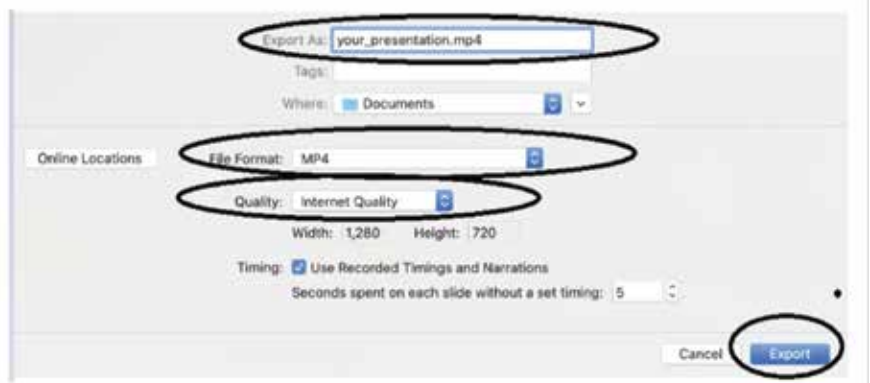 Export As: your_presentation.mp4
Tags:
Where: Documents
Online Locations
File Format: MP4
Quality: Internet Quality
Width: 1,280 Height: 720
Timing: Use Recorded Timings and Narrations
Seconds spent on each slide without a set timing: 5
Cancel Export